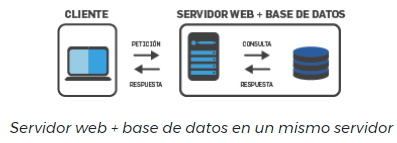 CLIENTE
SERVIDOR WEB + BASE DE DATOS
PETICIÓN
CONSULTA
RESPUESTA
RESPUESTA
Servidor web + base de datos en un mismo servidor